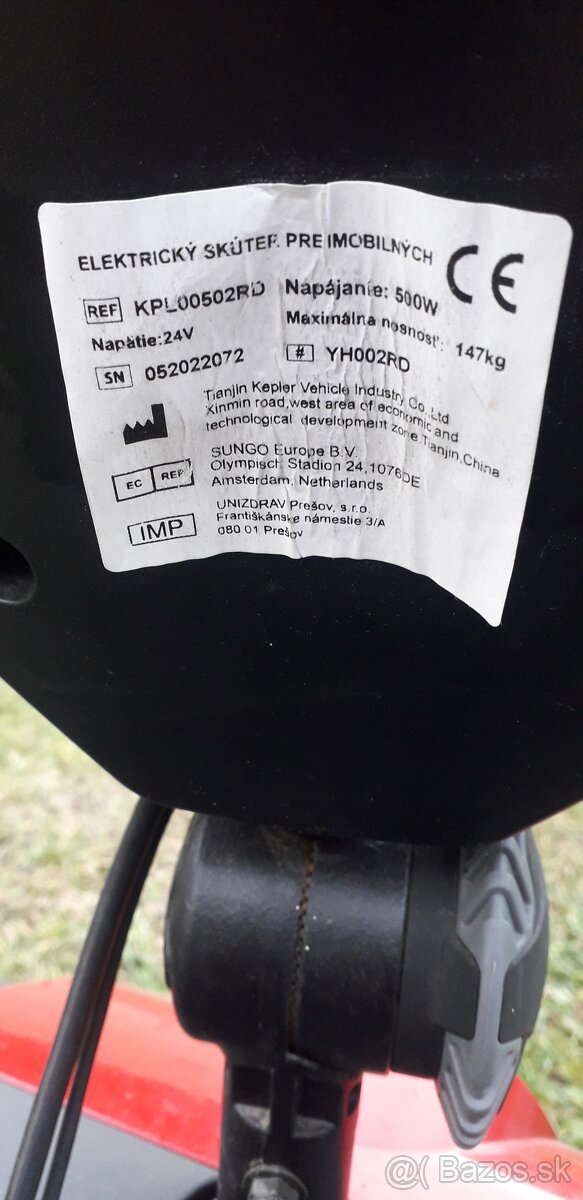 ELEKTRICKÝ SKÚTER PRE IMOBILNÝCH
CE
REF KPL00502RD Napájanie: 500W
Napätie:24V Maximálna nosnosť: 147kg
SN 052022072 # YH002RD
Tianjin Kepler Vehicle Industry Co.,Ltd
Xinmin road,west area of economic and
technological development zone,Tianjin,China
EC REP SUNGO Europe B.V.
Olympisch Stadion 24,1076DE
Amsterdam, Netherlands
IMP UNIZDRAV Prešov, s.r.o.
Františkánske námestie 3/A
080 01 Prešov
@( Bazos.sk